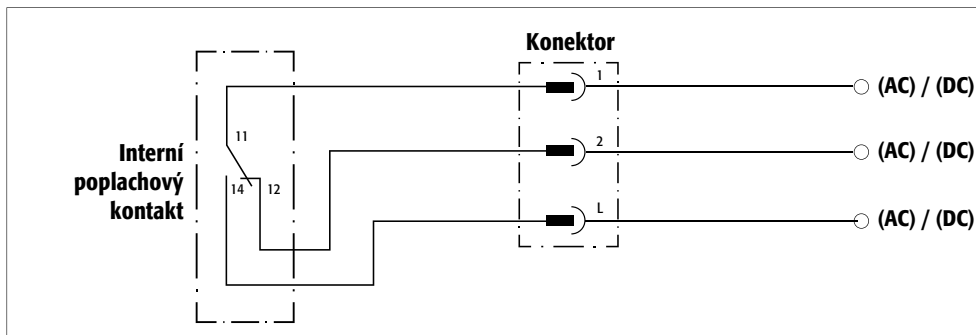 Konektor
1
(AC) / (DC)
11
2
(AC) / (DC)
Interní
poplachový
kontakt
14
12
L
(AC) / (DC)